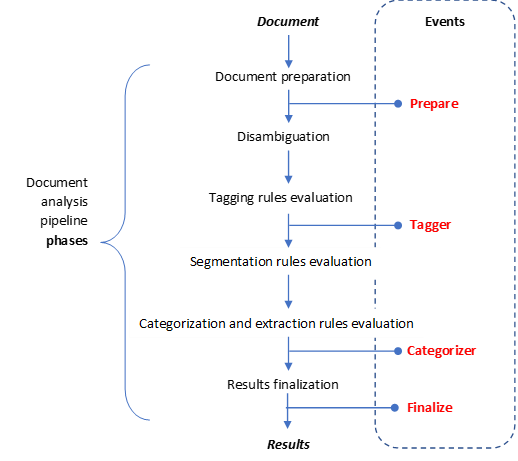 Document
Events
Document preparation
Prepare
Disambiguation
Tagging rules evaluation
Document
analysis
pipeline
phases
Tagger
Segmentation rules evaluation
Categorization and extraction rules evaluation
Categorizer
Results finalization
Finalize
Results